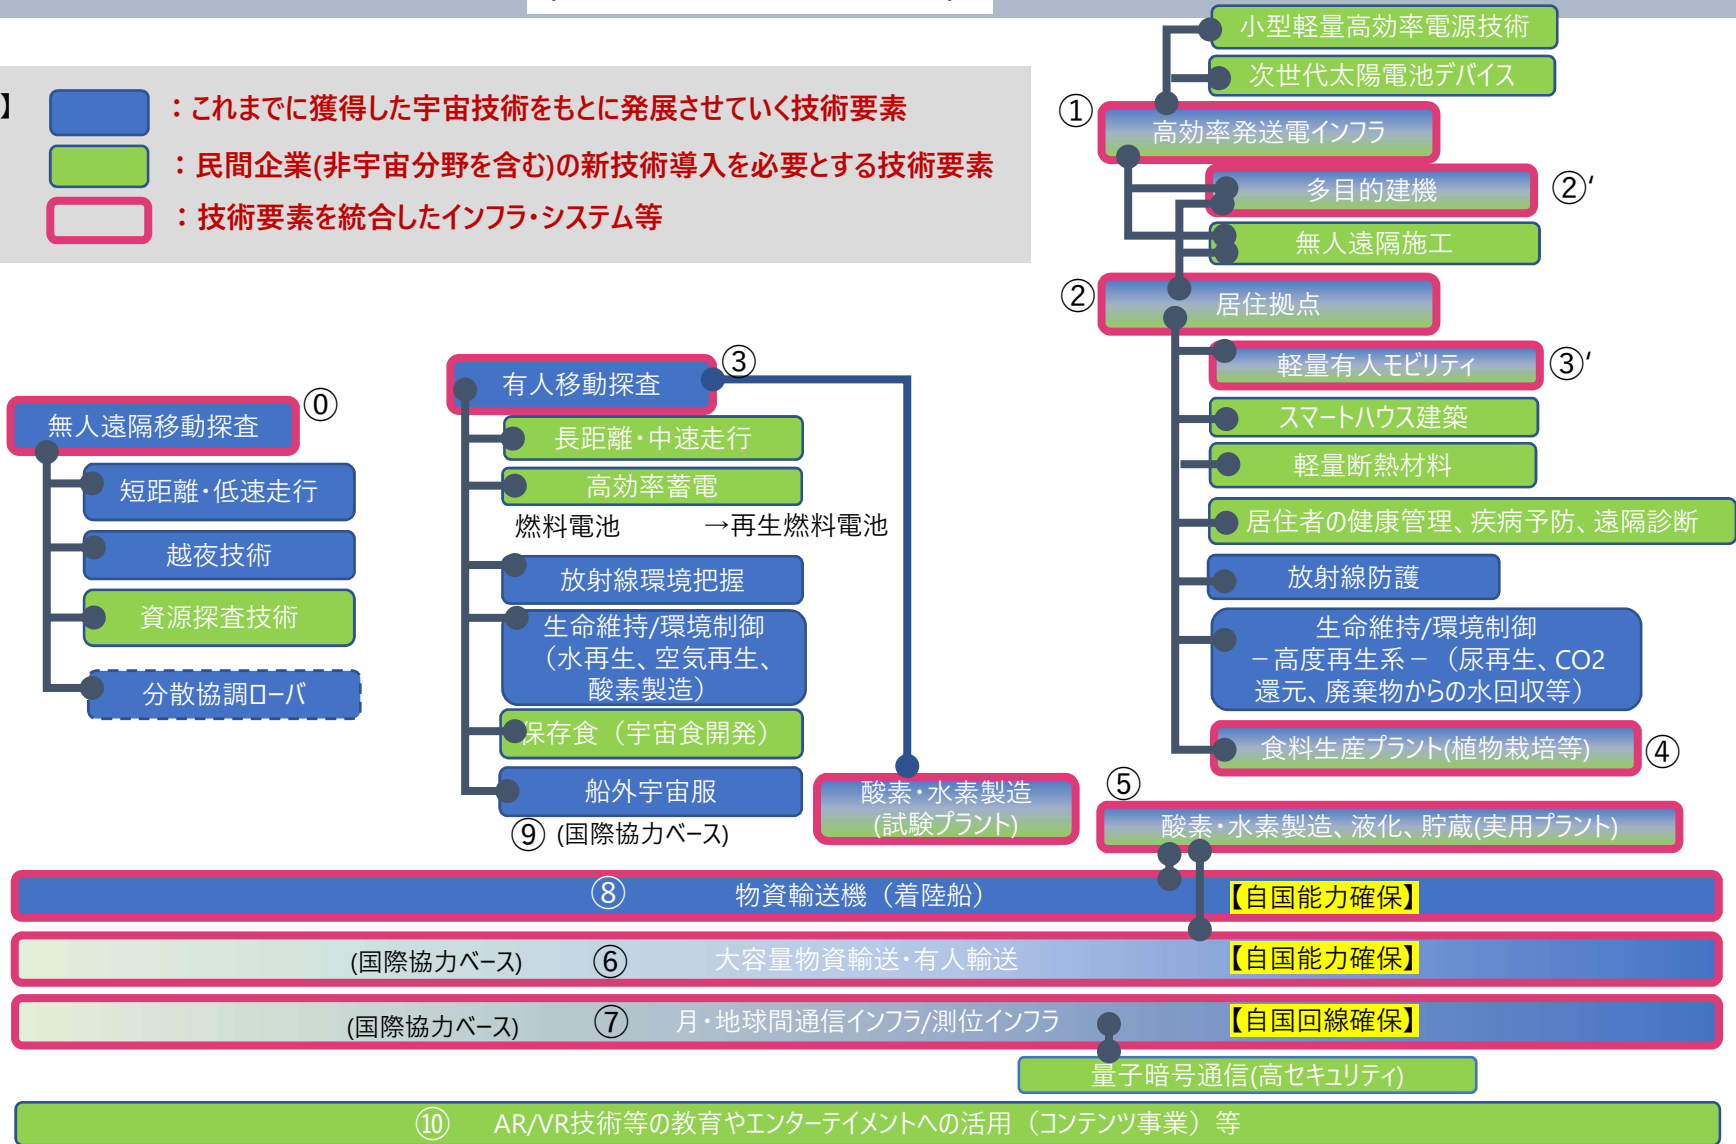 】
：これまでに獲得した宇宙技術をもとに発展させていく技術要素
：民間企業(非宇宙分野を含む)の新技術導入を必要とする技術要素
：技術要素を統合したインフラ・システム等
小型軽量高効率電源技術
次世代太陽電池デバイス
①
高効率発送電インフラ
多目的建機
②‘
無人遠隔施工
②
居住拠点
軽量有人モビリティ
③‘
スマートハウス建築
軽量断熱材料
居住者の健康管理、疾病予防、遠隔診断
放射線防護
生命維持/環境制御
－高度再生系－（尿再生、CO2
還元、廃棄物からの水回収等）
食料生産プラント(植物栽培等)
④
⓪
無人遠隔移動探査
短距離・低速走行
越夜技術
資源探査技術
分散協調ローバ
③
有人移動探査
長距離・中速走行
高効率蓄電
燃料電池 →再生燃料電池
放射線環境把握
生命維持/環境制御
（水再生、空気再生、
酸素製造）
保存食（宇宙食開発）
船外宇宙服
⑨ (国際協力ベース)
酸素・水素製造
(試験プラント)
⑤
酸素・水素製造、液化、貯蔵(実用プラント)
⑧ 物資輸送機（着陸船） 【自国能力確保】
(国際協力ベース) ⑥ 大容量物資輸送・有人輸送 【自国能力確保】
(国際協力ベース) ⑦ 月・地球間通信インフラ/測位インフラ 【自国回線確保】
量子暗号通信(高セキュリティ)
⑩ AR/VR技術等の教育やエンターテイメントへの活用（コンテンツ事業）等